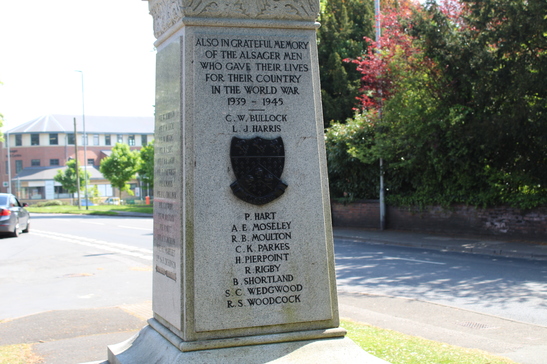 ALSO IN GRATEFUL MEMORY
OF THE ALSAGER MEN
WHO GAVE THEIR LIVES
FOR THEIR COUNTRY
IN THE WORLD WAR
1939 - 1945
C. W. BULLOCK
L. J. HARRIS
P. HART
A. E. MOSELEY
R. B. MOULTON
C. K. PARKES
H. PIERPOINT
R. RIGBY
B. SHORTLAND
S. C. WEDGWOOD
R. S. WOODCOCK